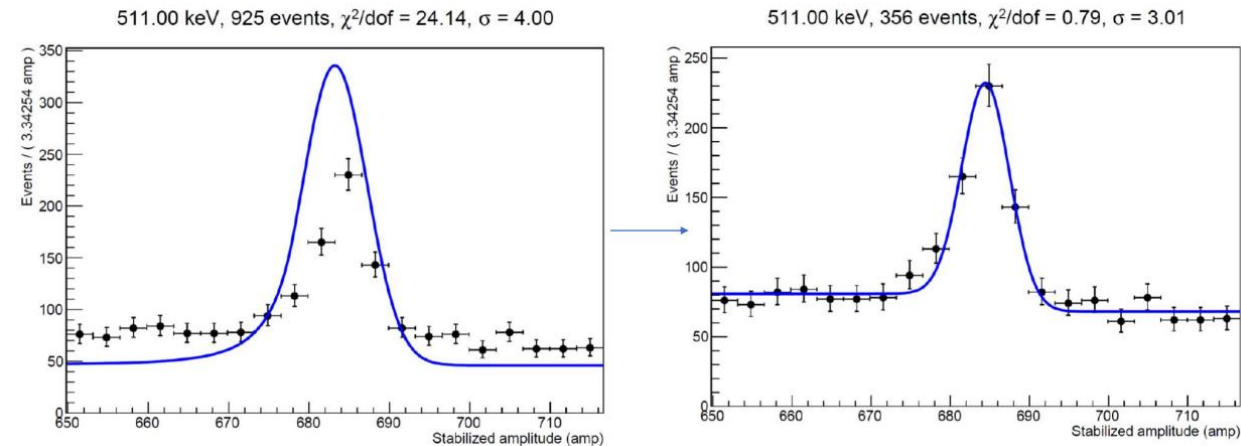 511.00 keV, 925 events, χ²/dof = 24.14, σ = 4.00
Events / ( 3.34254 amp )
350
300
250
200
150
100
50
0
650 660 670 680 690 700 710
Stabilized amplitude (amp)
511.00 keV, 356 events, χ²/dof = 0.79, σ = 3.01
Events / ( 3.34254 amp )
250
200
150
100
50
0
650 660 670 680 690 700 710
Stabilized amplitude (amp)